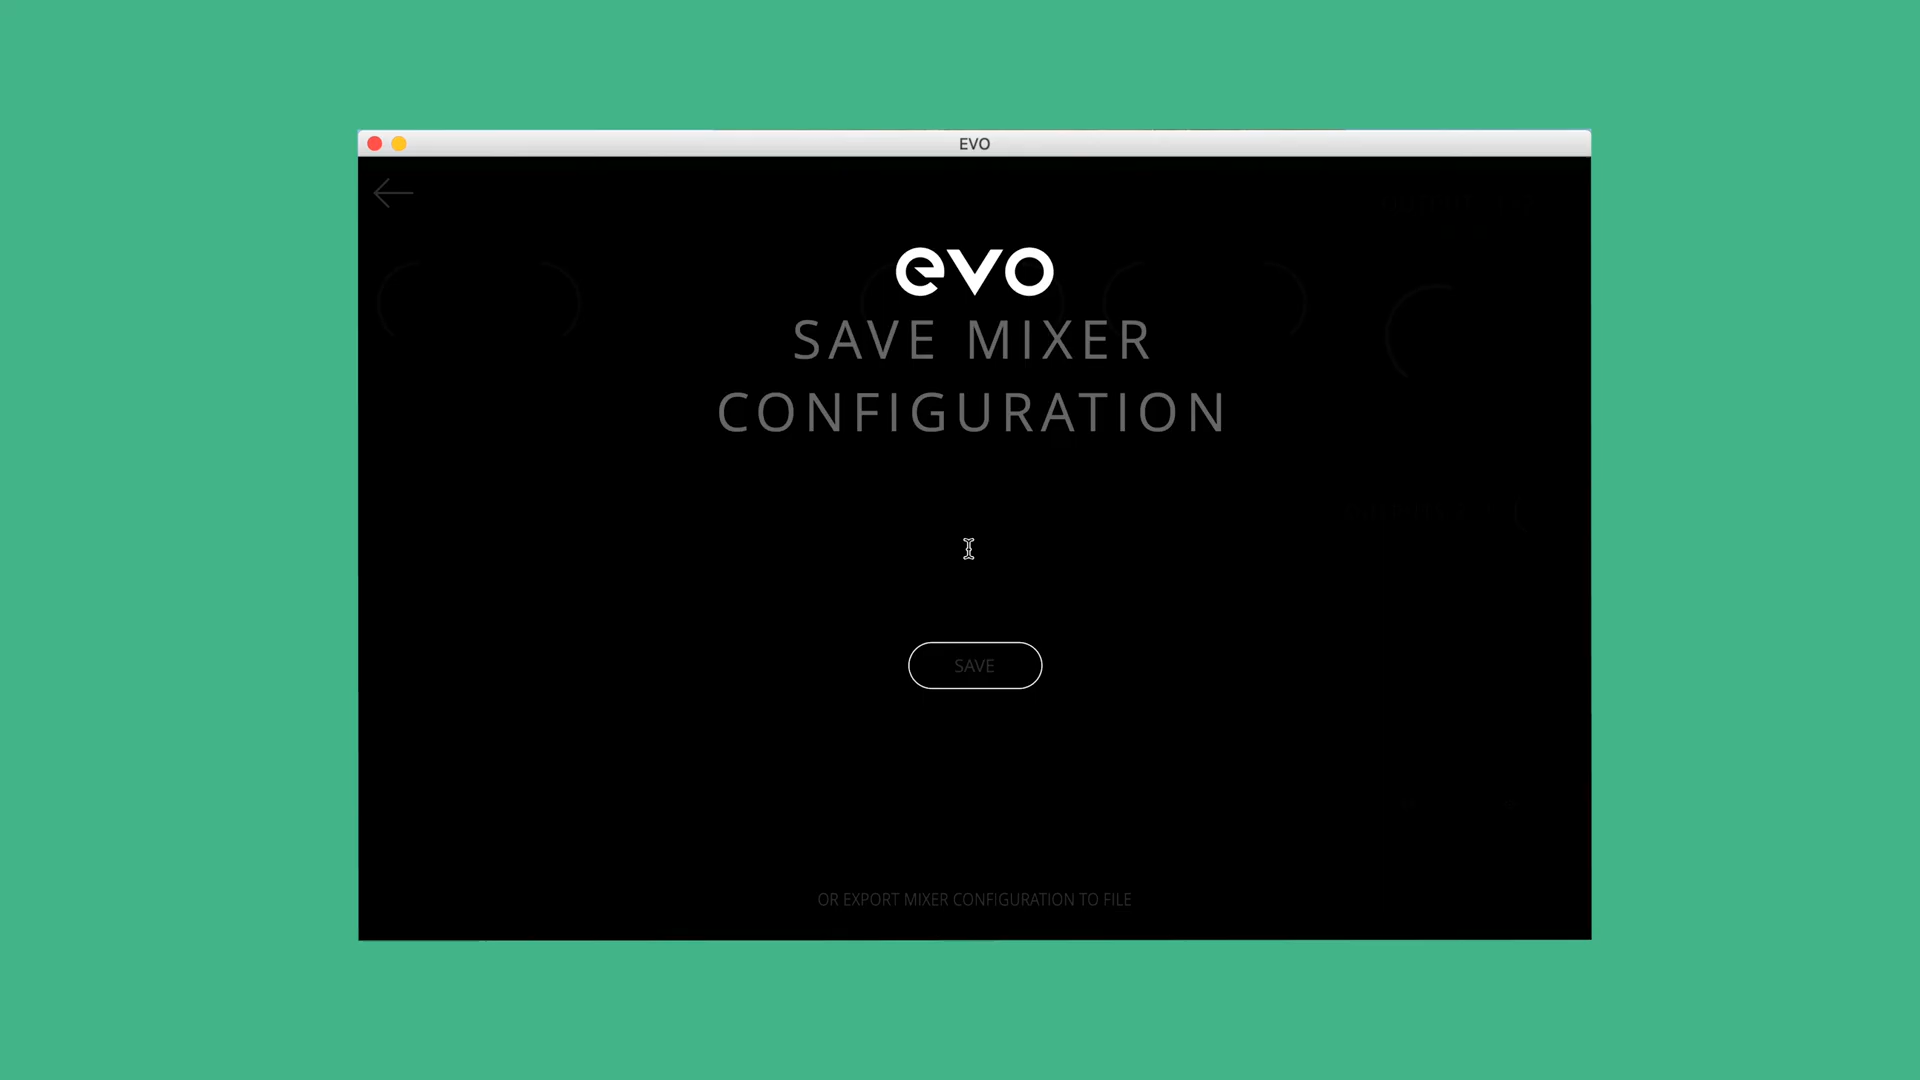 EVO
evo
SAVE MIXER
CONFIGURATION
SAVE
OR EXPORT MIXER CONFIGURATION TO FILE